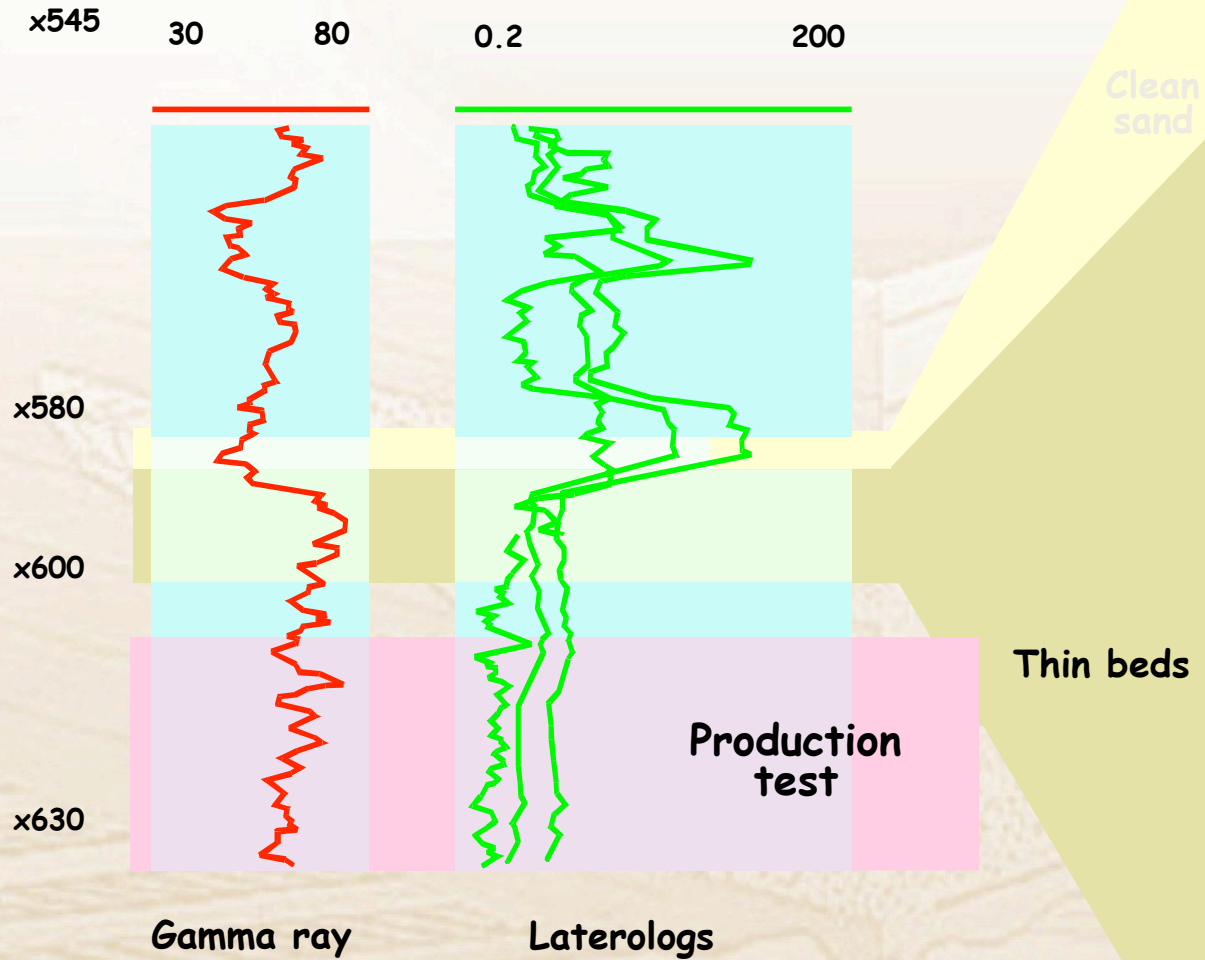 x545
30
80
0.2
200
Clean
sand
x580
x600
Thin beds
Production
test
x630
Gamma ray
Laterologs